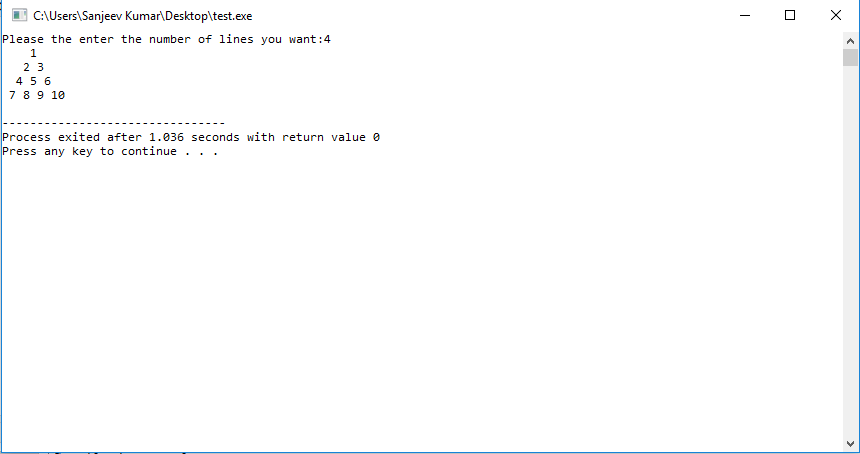 C:\Users\Sanjeev Kumar\Desktop\test.exe
Please the enter the number of lines you want:4
    1
   2 3
  4 5 6
 7 8 9 10
--------------------------------
Process exited after 1.036 seconds with return value 0
Press any key to continue . . .